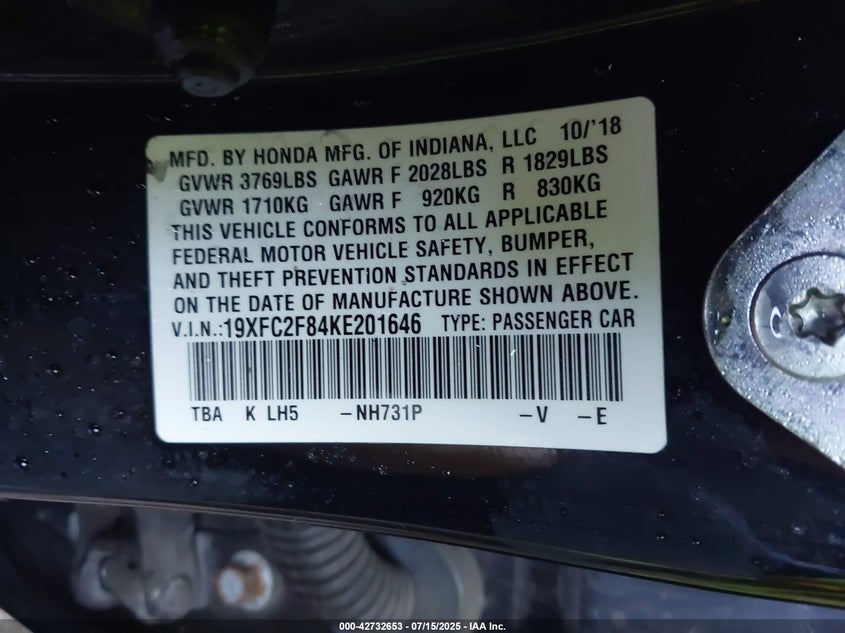 MFD. BY HONDA MFG. OF INDIANA, LLC 10/'18
GVWR 3769LBS GAWR F 2028LBS R 1829LBS
GVWR 1710KG GAWR F 920KG R 830KG
THIS VEHICLE CONFORMS TO ALL APPLICABLE
FEDERAL MOTOR VEHICLE SAFETY, BUMPER,
AND THEFT PREVENTION STANDARDS IN EFFECT
ON THE DATE OF MANUFACTURE SHOWN ABOVE.
V.I.N.:19XFC2F84KE201646 TYPE: PASSENGER CAR
TBA K LH5 –NH731P –V –E
000-42732653 | 07/15/2025 | IAA Inc.